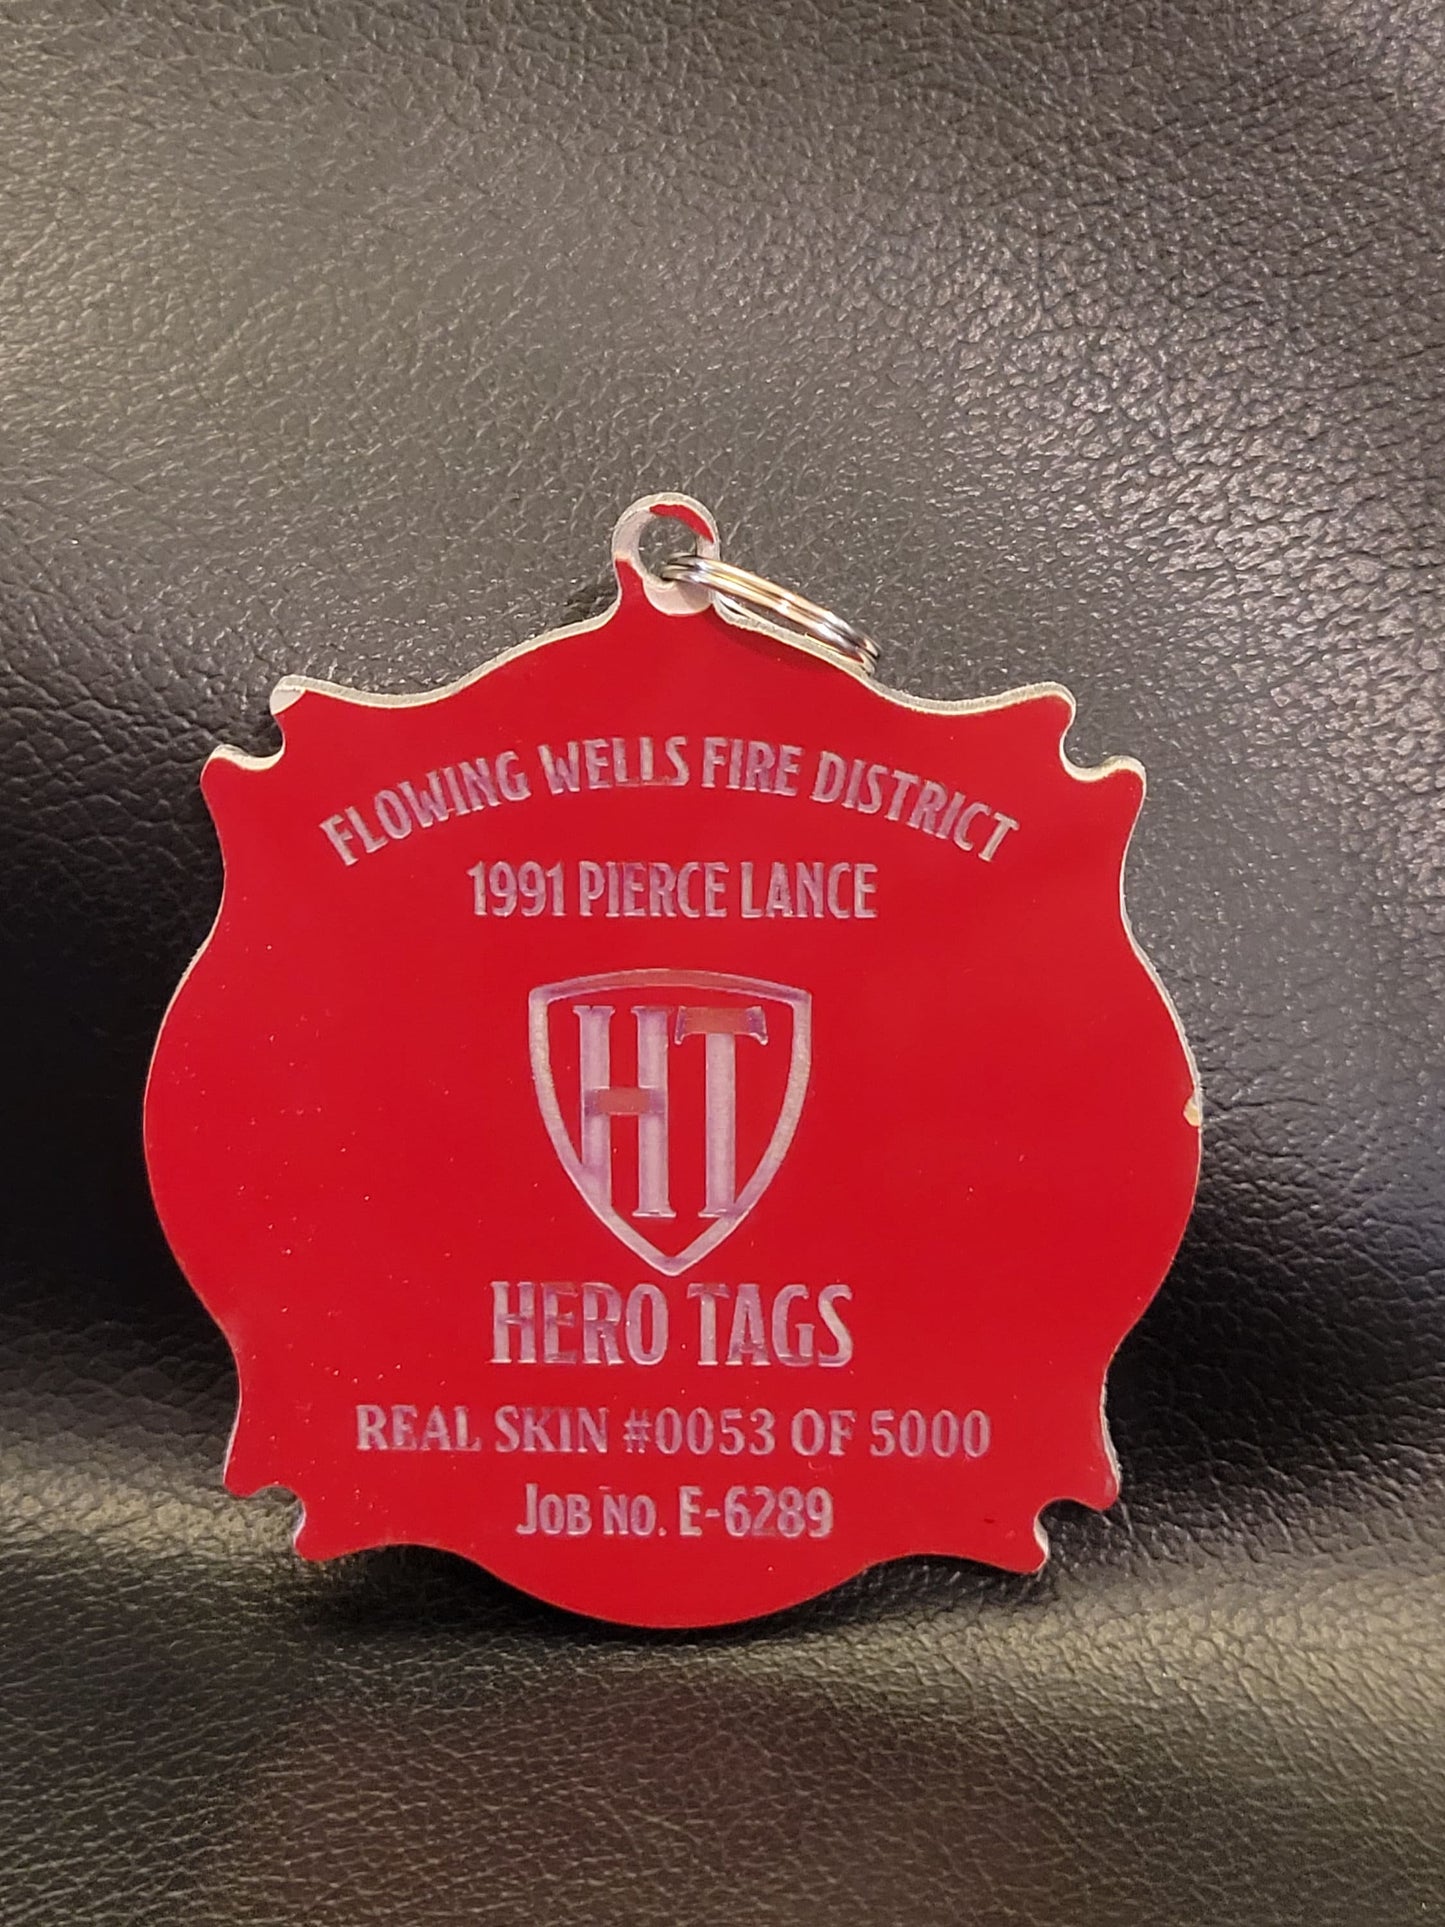 FLOWING WELLS FIRE DISTRICT
1991 PIERCE LANCE
HT
HERO TAGS
REAL SKIN #0053 OF 5000
JOB NO. E-6289